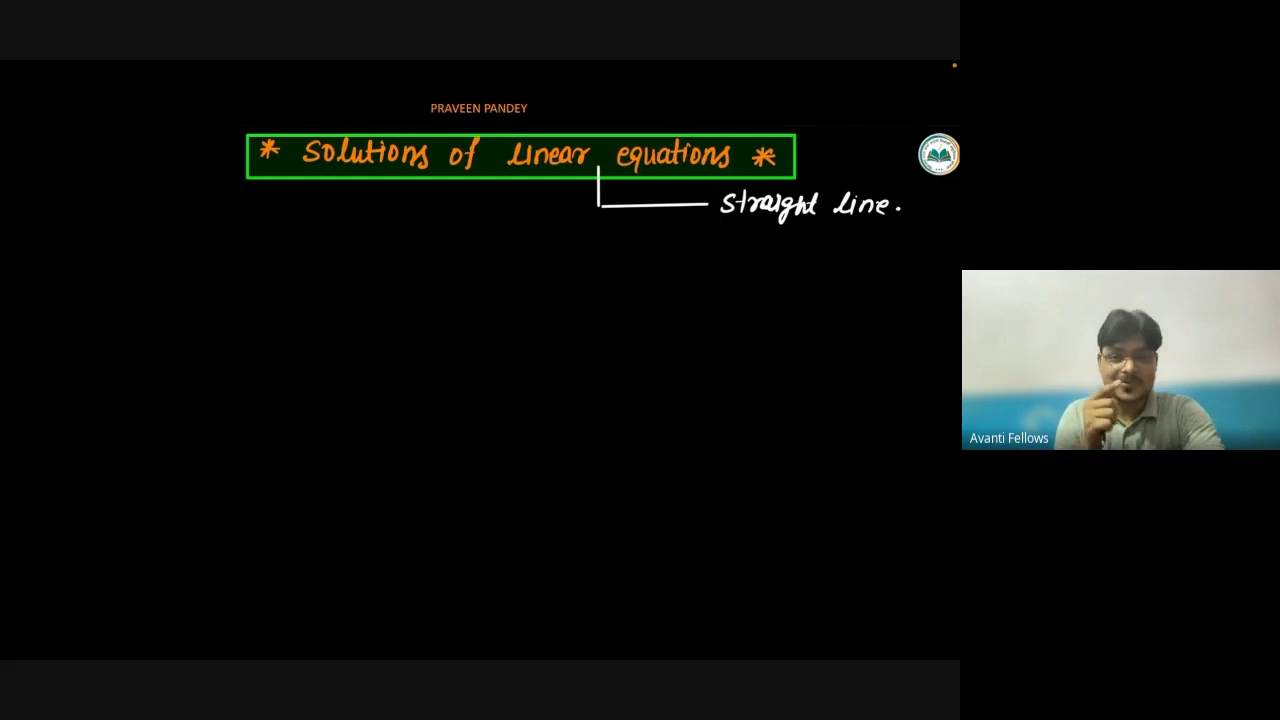 PRAVEEN PANDEY
* Solutions of linear equations *
straight line.
Avanti Fellows